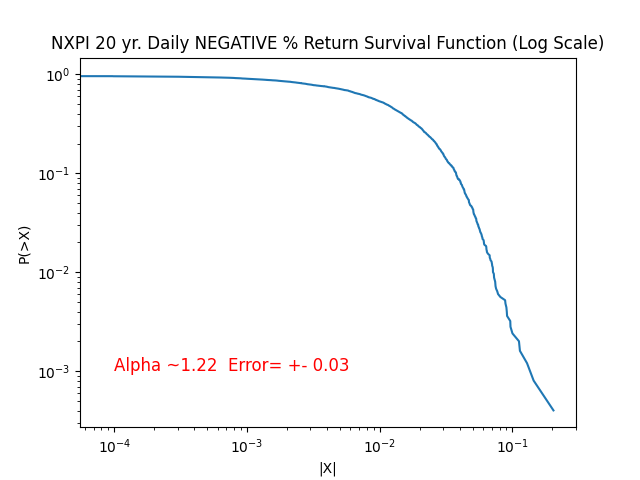 NXPI 20 yr. Daily NEGATIVE % Return Survival Function (Log Scale)
10⁰
10⁻¹
10⁻²
10⁻³
P(>X)
Alpha ~1.22  Error= +- 0.03
10⁻⁴ 10⁻³ 10⁻² 10⁻¹
|X|